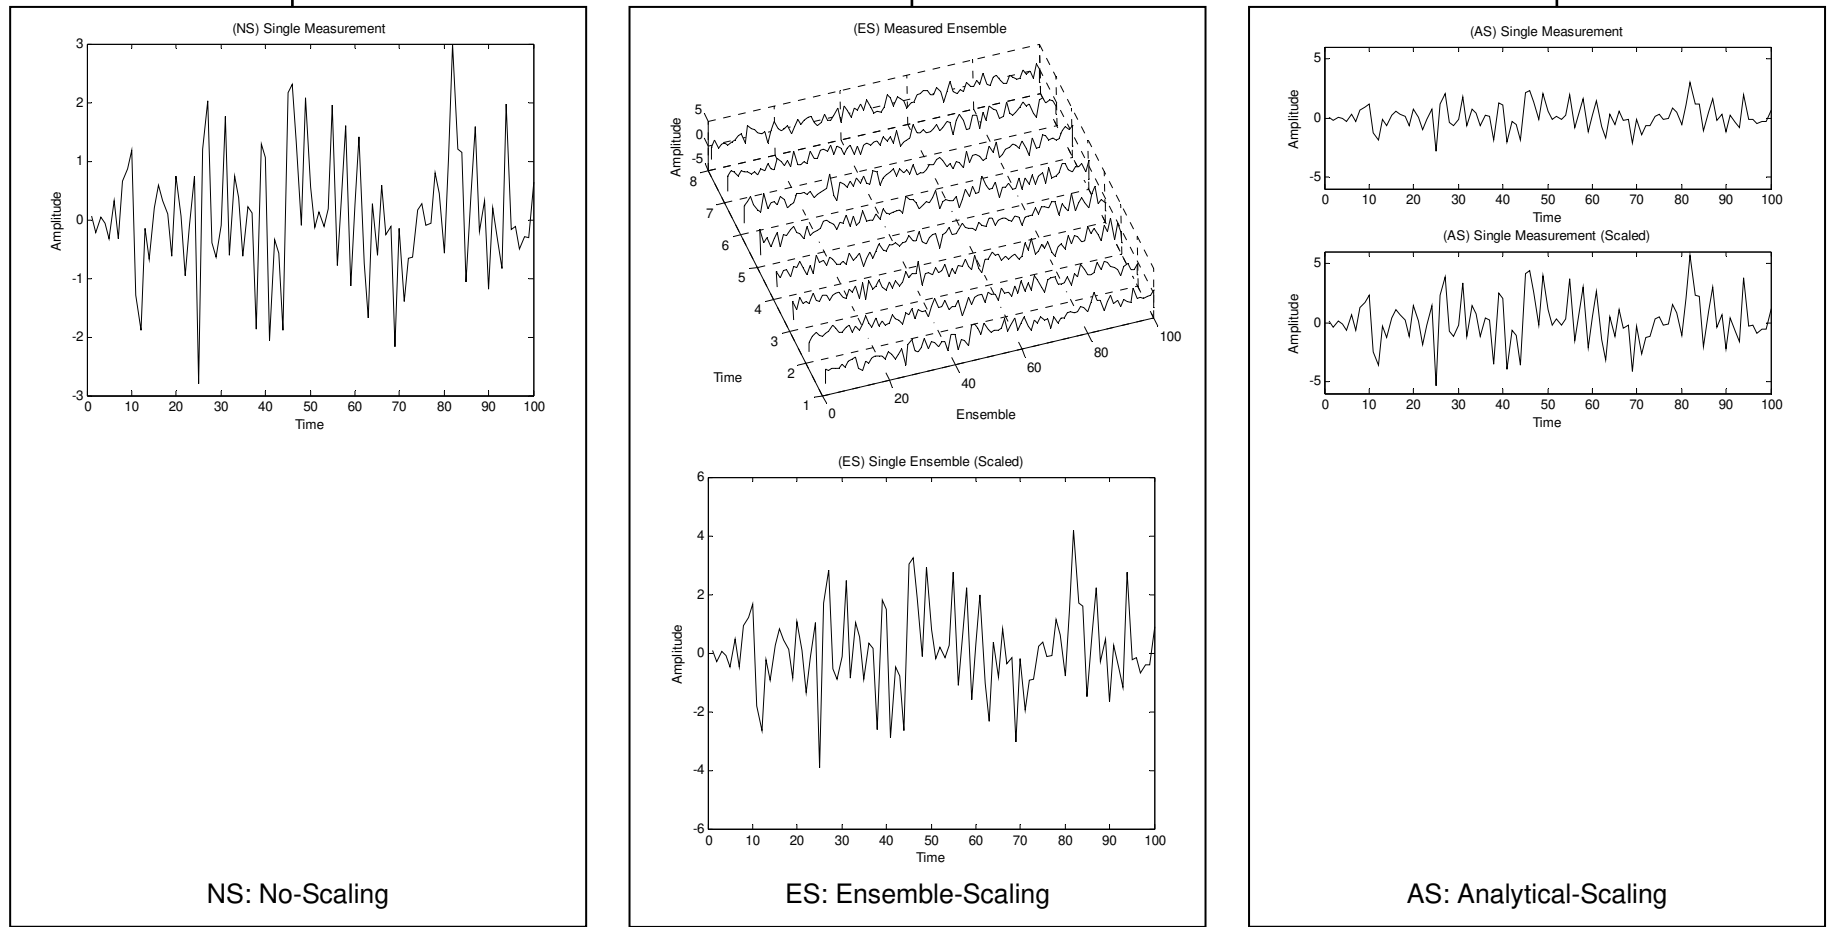 (NS) Single Measurement
3
2
1
0
-1
-2
-3
Amplitude
0 10 20 30 40 50 60 70 80 90 100
Time
NS: No-Scaling
(ES) Measured Ensemble
5
0
-5
Amplitude
8
7
6
5
4
3
2
1
Time
0
20
40
60
80
100
Ensemble
(ES) Single Ensemble (Scaled)
6
4
2
0
-2
-4
-6
Amplitude
0 10 20 30 40 50 60 70 80 90 100
Time
ES: Ensemble-Scaling
(AS) Single Measurement
5
0
-5
Amplitude
0 10 20 30 40 50 60 70 80 90 100
Time
(AS) Single Measurement (Scaled)
5
0
-5
Amplitude
0 10 20 30 40 50 60 70 80 90 100
Time
AS: Analytical-Scaling